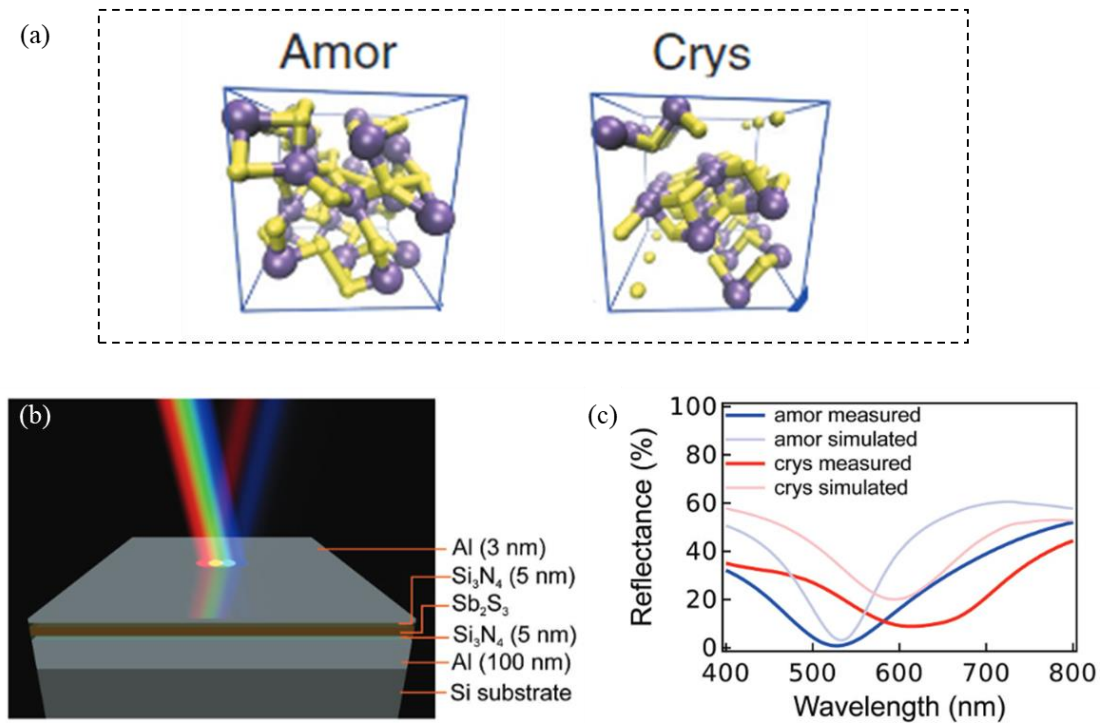 (a)
Amor
Crys
(b)
Al (3 nm)
Si₃N₄ (5 nm)
Sb₂S₃
Si₃N₄ (5 nm)
Al (100 nm)
Si substrate
(c)
Reflectance (%)
100
80
60
40
20
0
amor measured
amor simulated
crys measured
crys simulated
400 500 600 700 800
Wavelength (nm)